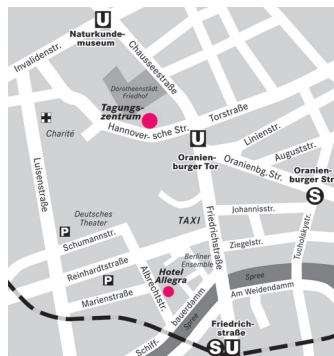 U
Naturkunde-
museum
Invalidenstr.
Chausseestraße
Dorotheenstädt.
Friedhof
Tagungs-
zentrum
Charité
Hannover-sche Str.
Torstraße
U
Oranien-
burger Tor
Linienstr.
Auguststr.
Oranienbg. Str.
Oranien-
burger Str
S
Luisenstraße
Deutsches
Theater
P
Schumannstr.
TAXI
Johannisstr.
Friedrichstraße
Ziegelstr.
Tucholskystr.
Reinhardtstraße
P
Albrechtstr.
Berliner
Ensemble
Hotel
Allegra
Marienstraße
Spree
Am Weidendamm
Spree
Schiff-
bauerdamm
Friedrich-
straße
S U